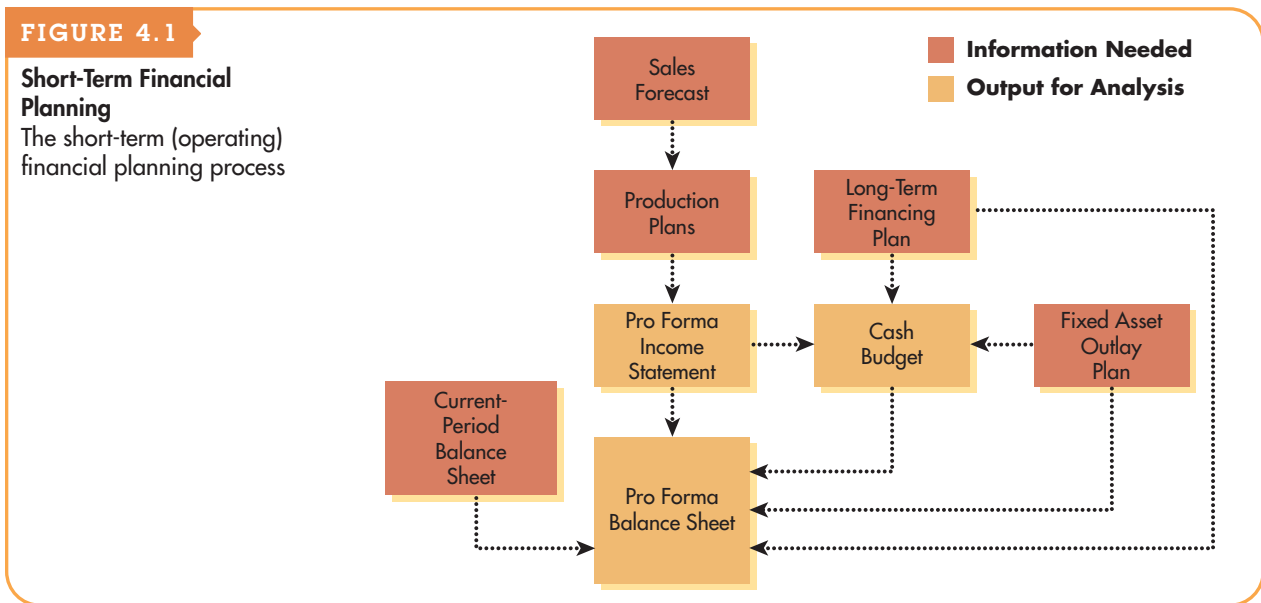 FIGURE 4.1
Short-Term Financial
Planning
The short-term (operating)
financial planning process
Information Needed
Output for Analysis
Sales
Forecast
Production
Plans
Long-Term
Financing
Plan
Pro Forma
Income
Statement
Cash
Budget
Fixed Asset
Outlay
Plan
Current-
Period
Balance
Sheet
Pro Forma
Balance Sheet